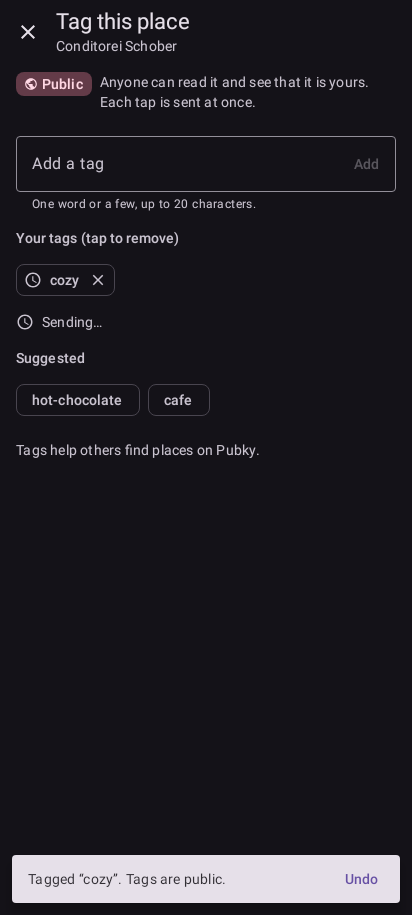 Tag this place
Conditorei Schober
Public
Anyone can read it and see that it is yours.
Each tap is sent at once.
Add a tag
Add
One word or a few, up to 20 characters.
Your tags (tap to remove)
cozy
Sending…
Suggested
hot-chocolate
cafe
Tags help others find places on Pubky.
Tagged “cozy”. Tags are public.
Undo